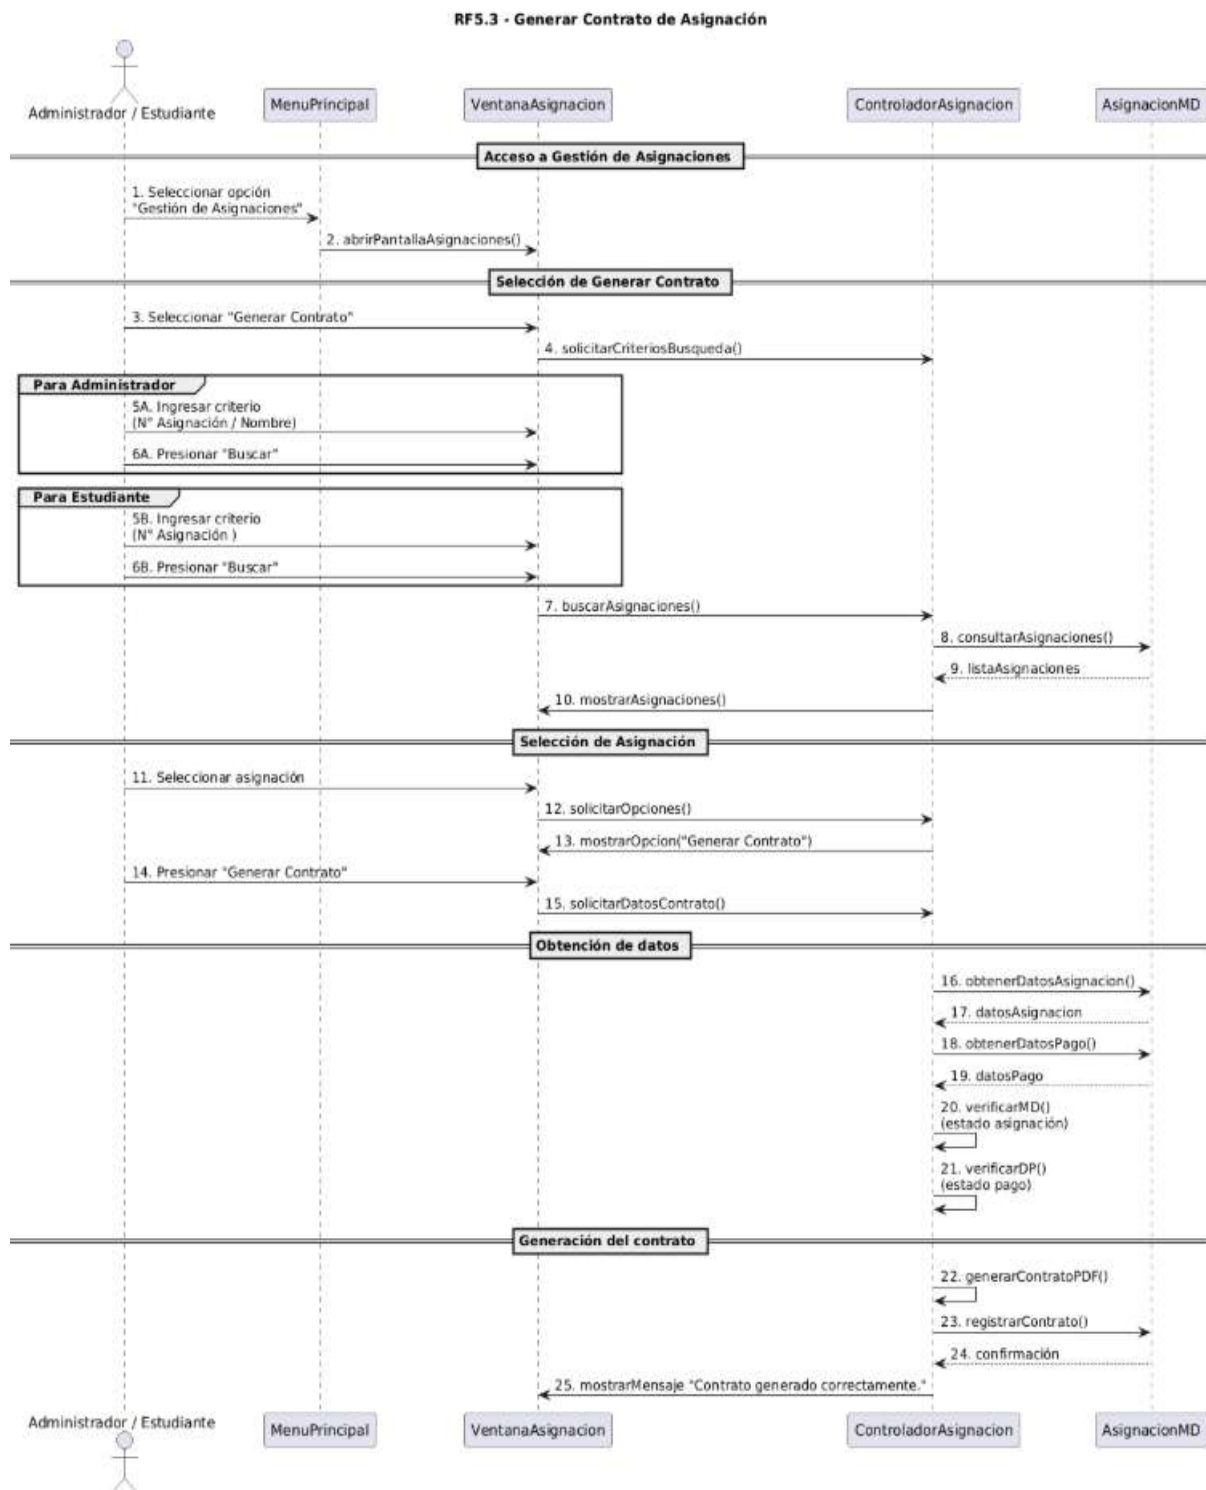 RF5.3 - Generar Contrato de Asignación
Administrador / Estudiante
MenuPrincipal
VentanaAsignacion
ControladorAsignacion
AsignacionMD
Acceso a Gestión de Asignaciones
1. Seleccionar opción
"Gestión de Asignaciones"
2. abrirPantallaAsignaciones()
Selección de Generar Contrato
3. Seleccionar "Generar Contrato"
4. solicitarCriteriosBusqueda()
Para Administrador
5A. Ingresar criterio
(N° Asignación / Nombre)
6A. Presionar "Buscar"
Para Estudiante
5B. Ingresar criterio
(N° Asignación )
6B. Presionar "Buscar"
7. buscarAsignaciones()
8. consultarAsignaciones()
9. listaAsignaciones
10. mostrarAsignaciones()
Selección de Asignación
11. Seleccionar asignación
12. solicitarOpciones()
13. mostrarOpcion("Generar Contrato")
14. Presionar "Generar Contrato"
15. solicitarDatosContrato()
Obtención de datos
16. obtenerDatosAsignacion()
17. datosAsignacion
18. obtenerDatosPago()
19. datosPago
20. verificarMD()
(estado asignación)
21. verificarDP()
(estado pago)
Generación del contrato
22. generarContratoPDF()
23. registrarContrato()
24. confirmación
25. mostrarMensaje "Contrato generado correctamente."
Administrador / Estudiante
MenuPrincipal
VentanaAsignacion
ControladorAsignacion
AsignacionMD